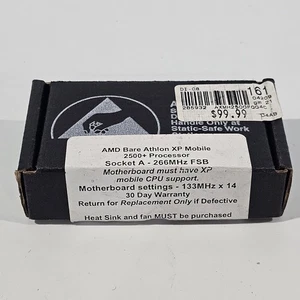 DI-08
161
$99.99
Handle Only at
Static-Safe Work
AMD Bare Athlon XP Mobile
2500+ Processor
Socket A - 266MHz FSB
Motherboard must have XP
mobile CPU support.
Motherboard settings - 133MHz x 14
30 Day Warranty
Return for Replacement Only if Defective
Heat Sink and fan MUST be purchased